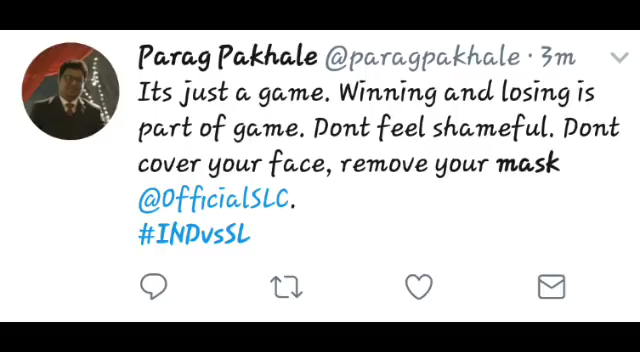 Parag Pakhale @paragpakhale · 3m
Its just a game. Winning and losing is
part of game. Dont feel shameful. Dont
cover your face, remove your mask
@OfficialSLC.
#INDvsSL